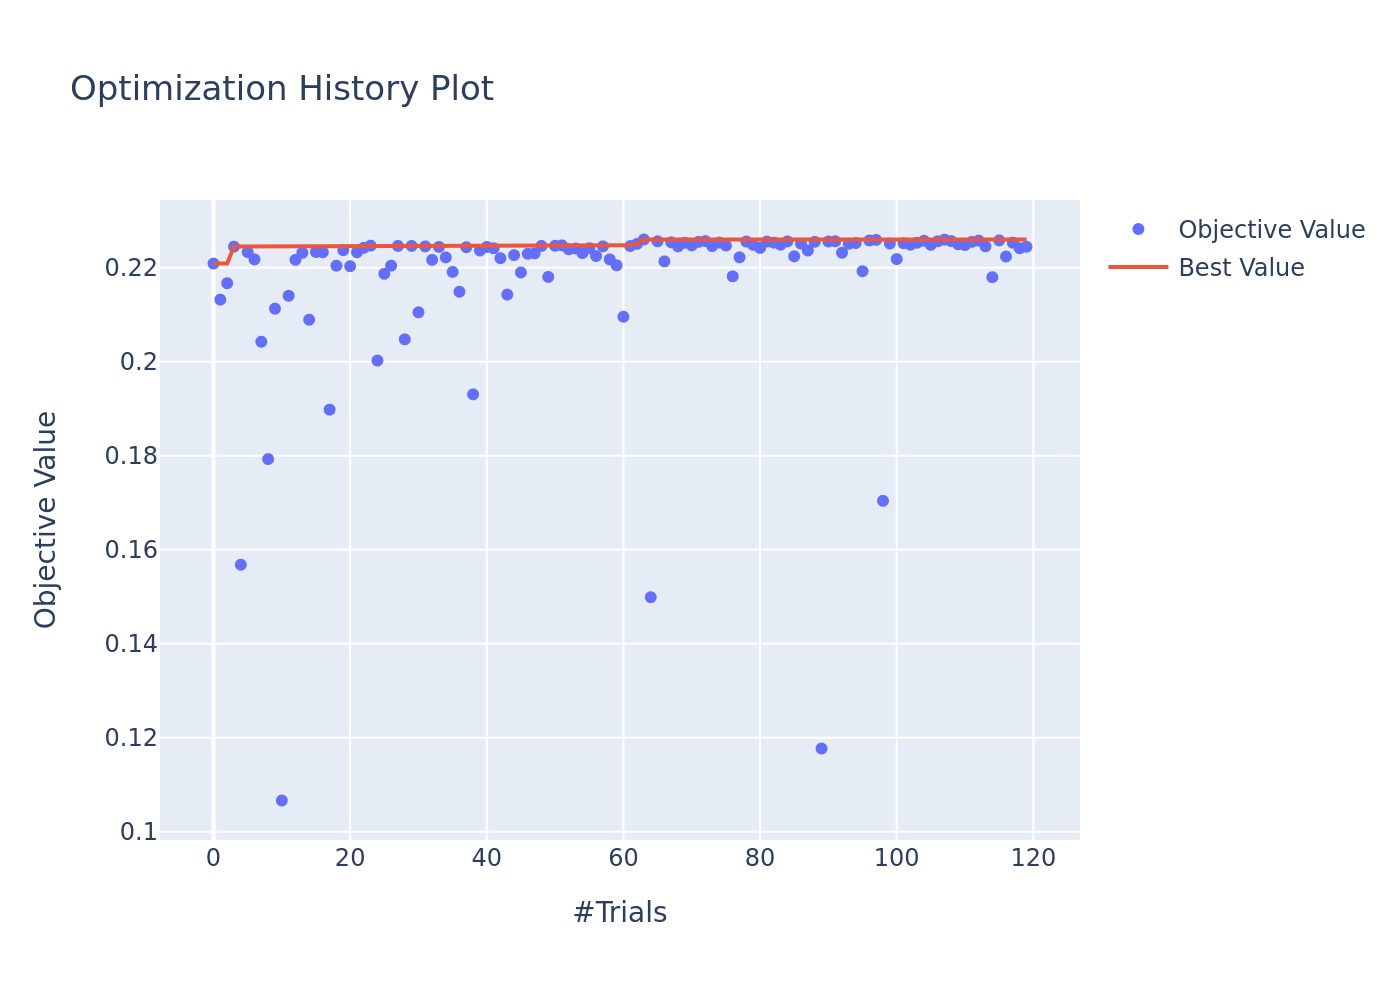 Optimization History Plot
Objective Value
Best Value
0.22
0.2
0.18
0.16
0.14
0.12
0.1
Objective Value
0 20 40 60 80 100 120
#Trials